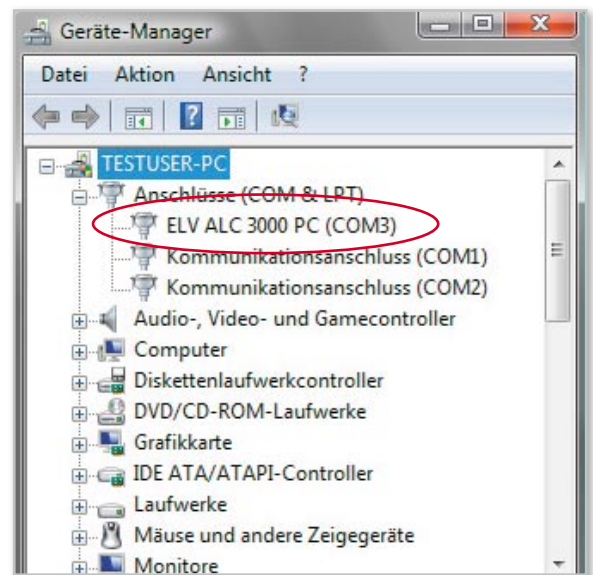 Geräte-Manager
Datei Aktion Ansicht ?
TESTUSER-PC
Anschlüsse (COM & LPT)
ELV ALC 3000 PC (COM3)
Kommunikationsanschluss (COM1)
Kommunikationsanschluss (COM2)
Audio-, Video- und Gamecontroller
Computer
Diskettenlaufwerkcontroller
DVD/CD-ROM-Laufwerke
Grafikkarte
IDE ATA/ATAPI-Controller
Laufwerke
Mäuse und andere Zeigegeräte
Monitore